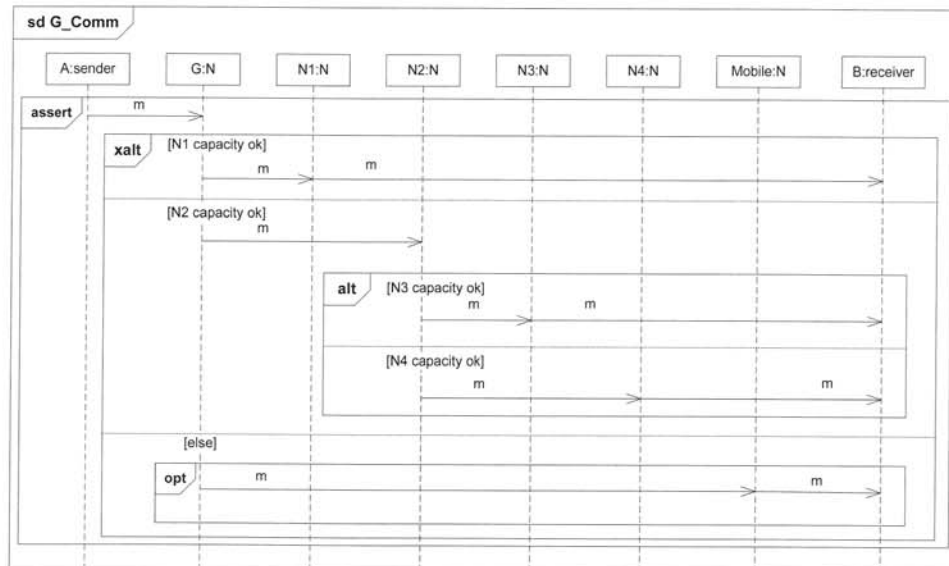 sd G_Comm
A:sender G:N N1:N N2:N N3:N N4:N Mobile:N B:receiver
assert
m
xalt
[N1 capacity ok]
m m
[N2 capacity ok]
m
alt
[N3 capacity ok]
m m
[N4 capacity ok]
m m
[else]
opt
m m